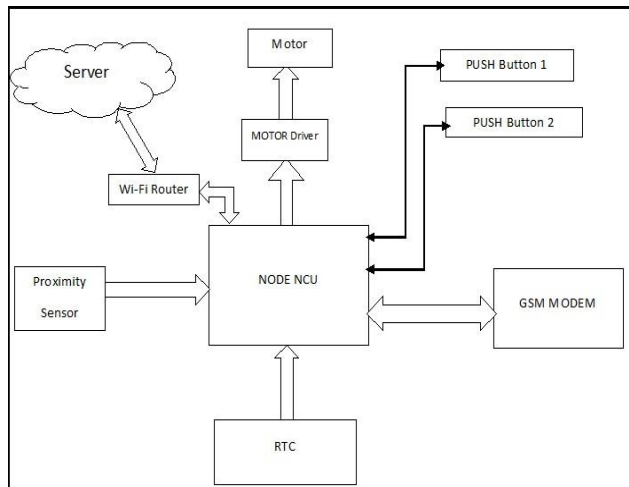 Motor
Server
PUSH Button 1
MOTOR Driver
PUSH Button 2
Wi-Fi Router
Proximity
Sensor
NODE NCU
GSM MODEM
RTC